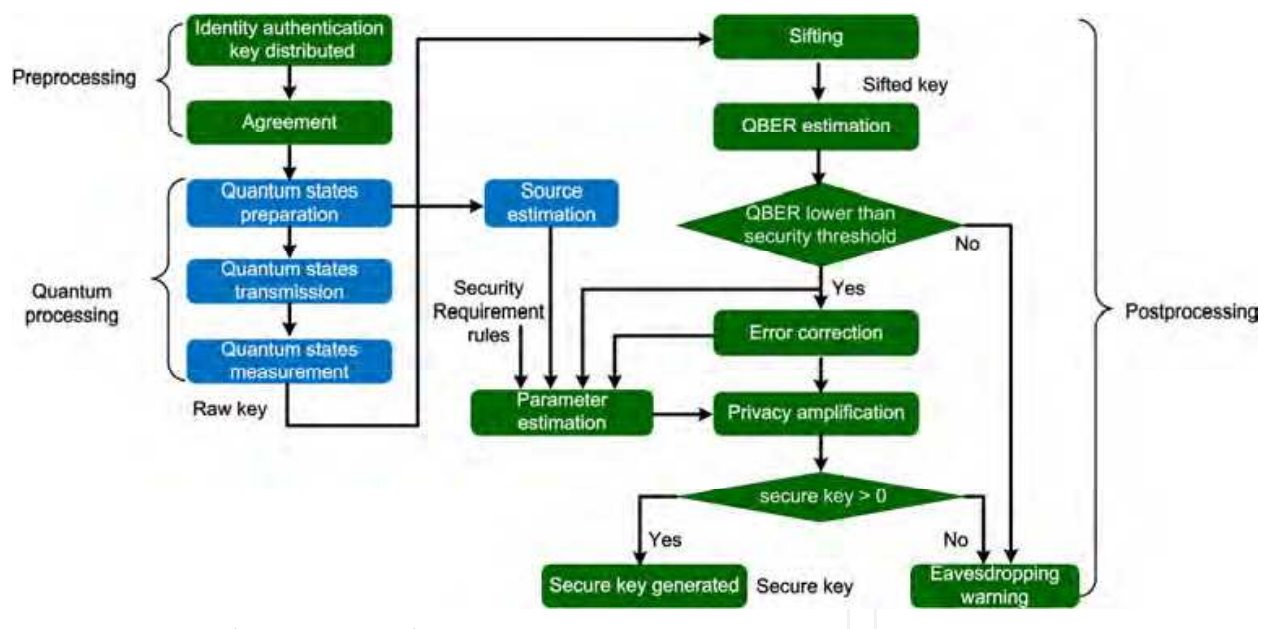 Preprocessing
Identity authentication
key distributed
Agreement
Quantum
processing
Quantum states
preparation
Quantum states
transmission
Quantum states
measurement
Raw key
Source
estimation
Security
Requirement
rules
Parameter
estimation
Sifting
Sifted key
QBER estimation
QBER lower than
security threshold
No
Yes
Error correction
Privacy amplification
secure key > 0
Yes
No
Secure key generated
Secure key
Eavesdropping
warning
Postprocessing